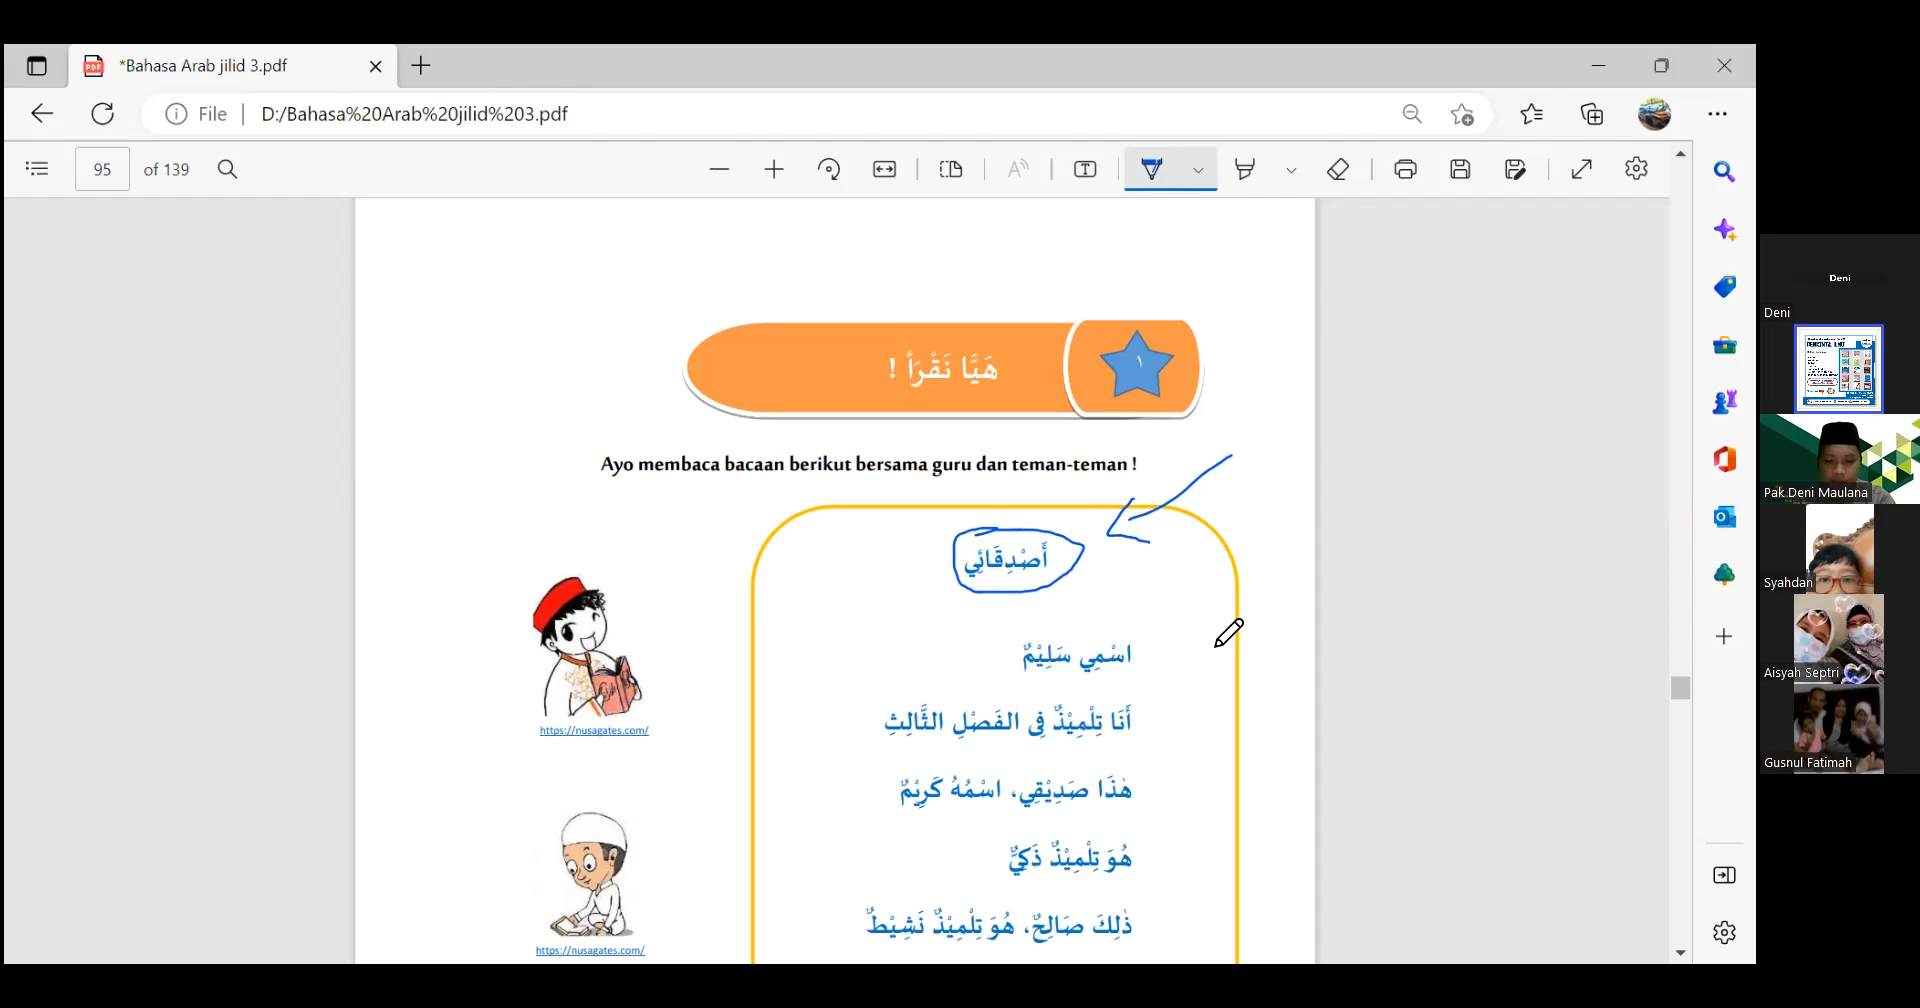 *Bahasa Arab jilid 3.pdf
File
D:/Bahasa%20Arab%20jilid%203.pdf
95 of 139
هَيَّا نَقْرَأْ !
١
Ayo membaca bacaan berikut bersama guru dan teman-teman !
أَصْدِقَائِي
اسْمِي سَلِيْمٌ
أَنَا تِلْمِيْذٌ فِى الفَصْلِ الثَّالِثِ
هٰذَا صَدِيْقِي، اسْمُهُ كَرِيْمٌ
هُوَ تِلْمِيْذٌ ذَكِيٌّ
ذٰلِكَ صَالِحٌ، هُوَ تِلْمِيْذٌ نَشِيْطٌ
https://nusagates.com/
https://nusagates.com/
Deni
Deni
Pak Deni Maulana
Syahdan
Aisyah Septri
Gusnul Fatimah